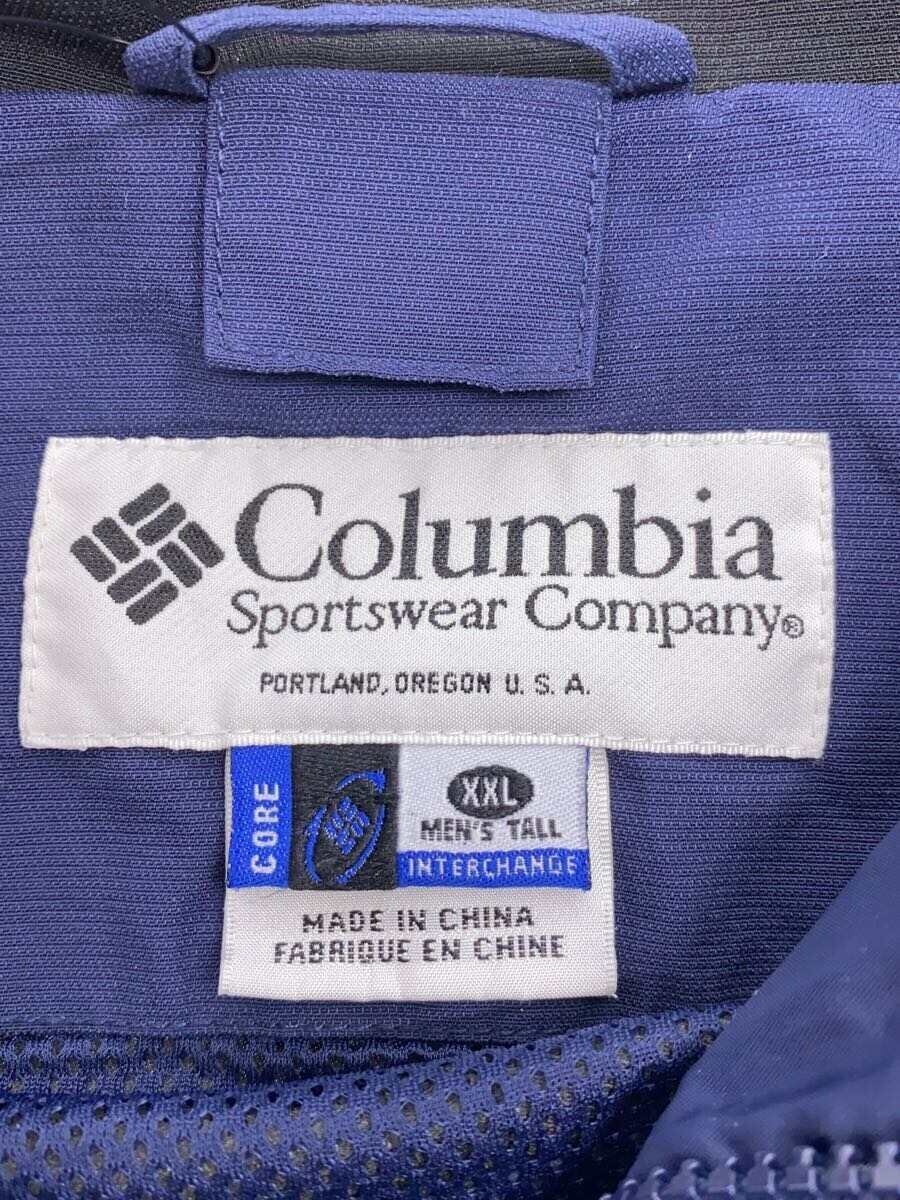 Columbia
Sportswear Company®
PORTLAND, OREGON U.S.A.
CORE
XXL
MEN'S TALL
INTERCHANGE
MADE IN CHINA
FABRIQUE EN CHINE